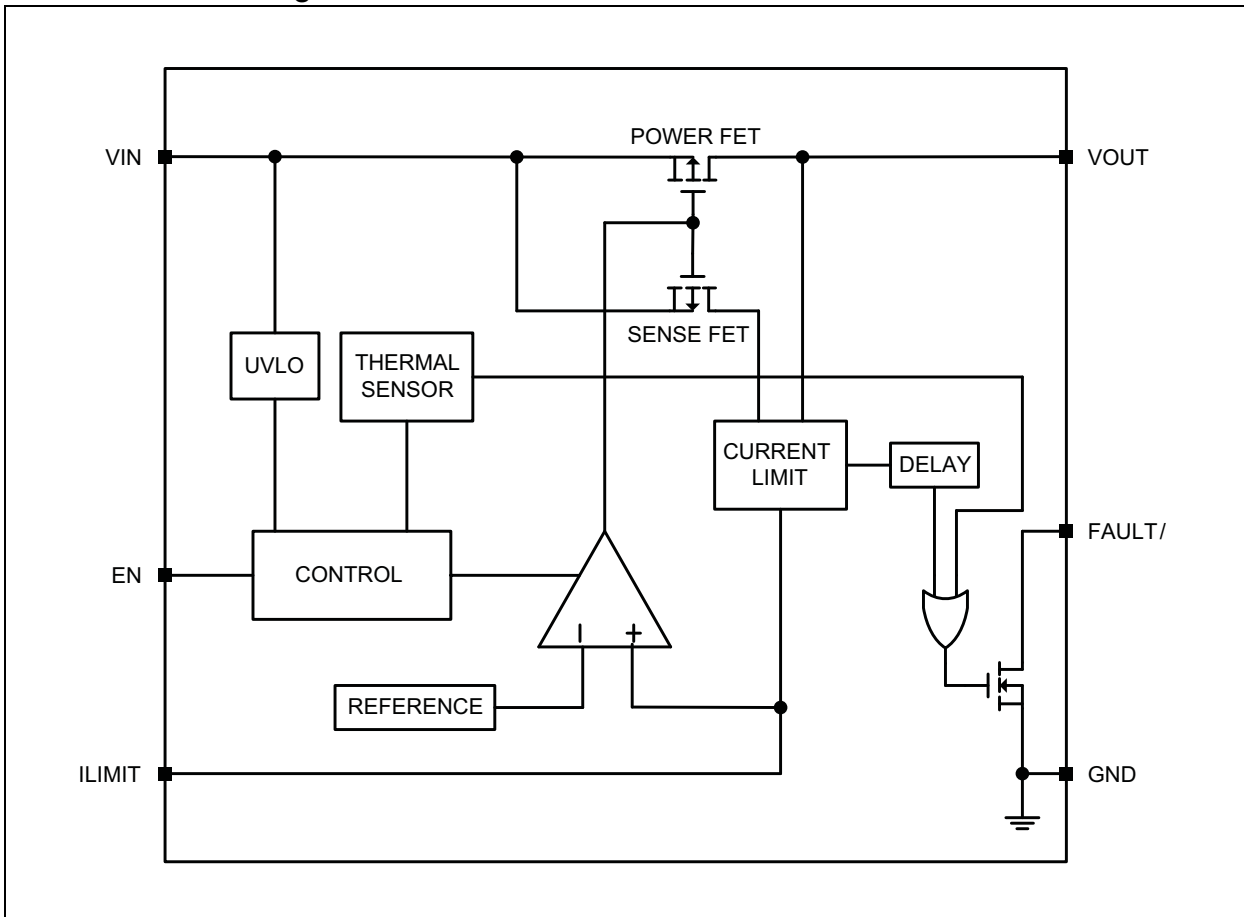 POWER FET
VIN
VOUT
SENSE FET
UVLO
THERMAL
SENSOR
CURRENT
LIMIT
DELAY
FAULT/
EN
CONTROL
− +
REFERENCE
ILIMIT
GND